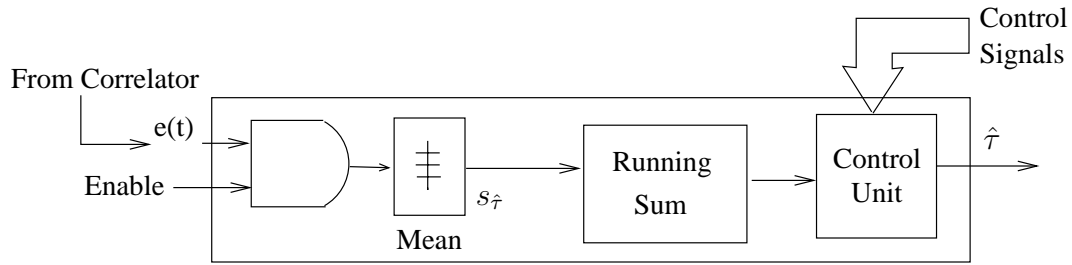 Control
Signals
From Correlator
e(t)
Enable
Mean
s_τ̂
Running
Sum
Control
Unit
τ̂